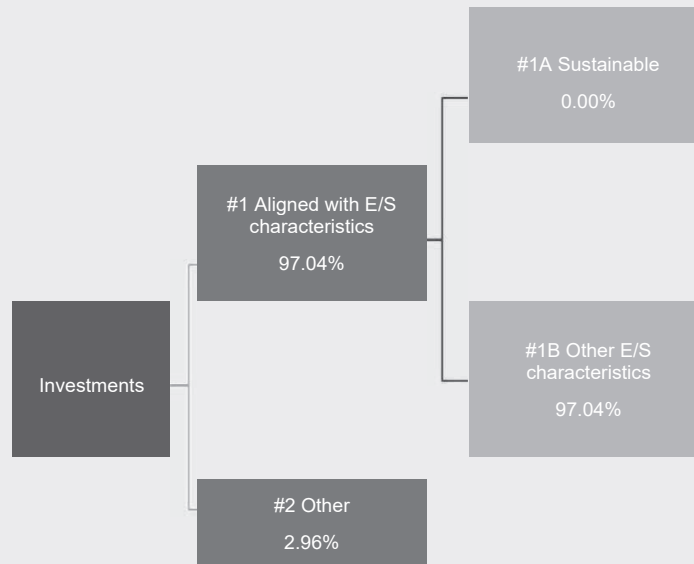 #1A Sustainable
0.00%
#1 Aligned with E/S
characteristics
97.04%
Investments
#1B Other E/S
characteristics
97.04%
#2 Other
2.96%